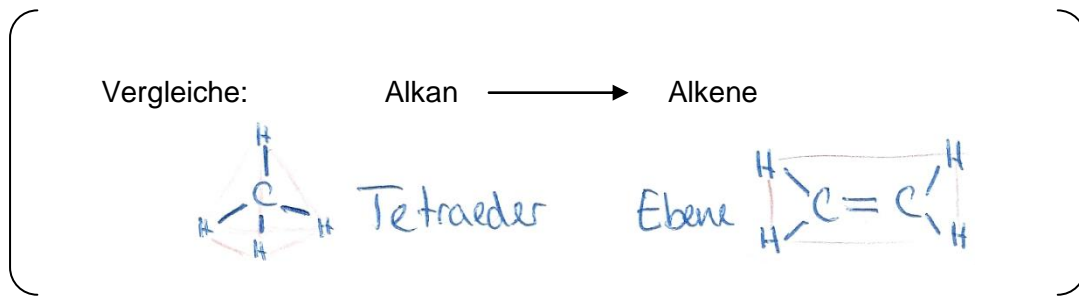 Vergleiche: Alkan Alkene
H H H
C Tetraeder Ebene C = C
H H H H H